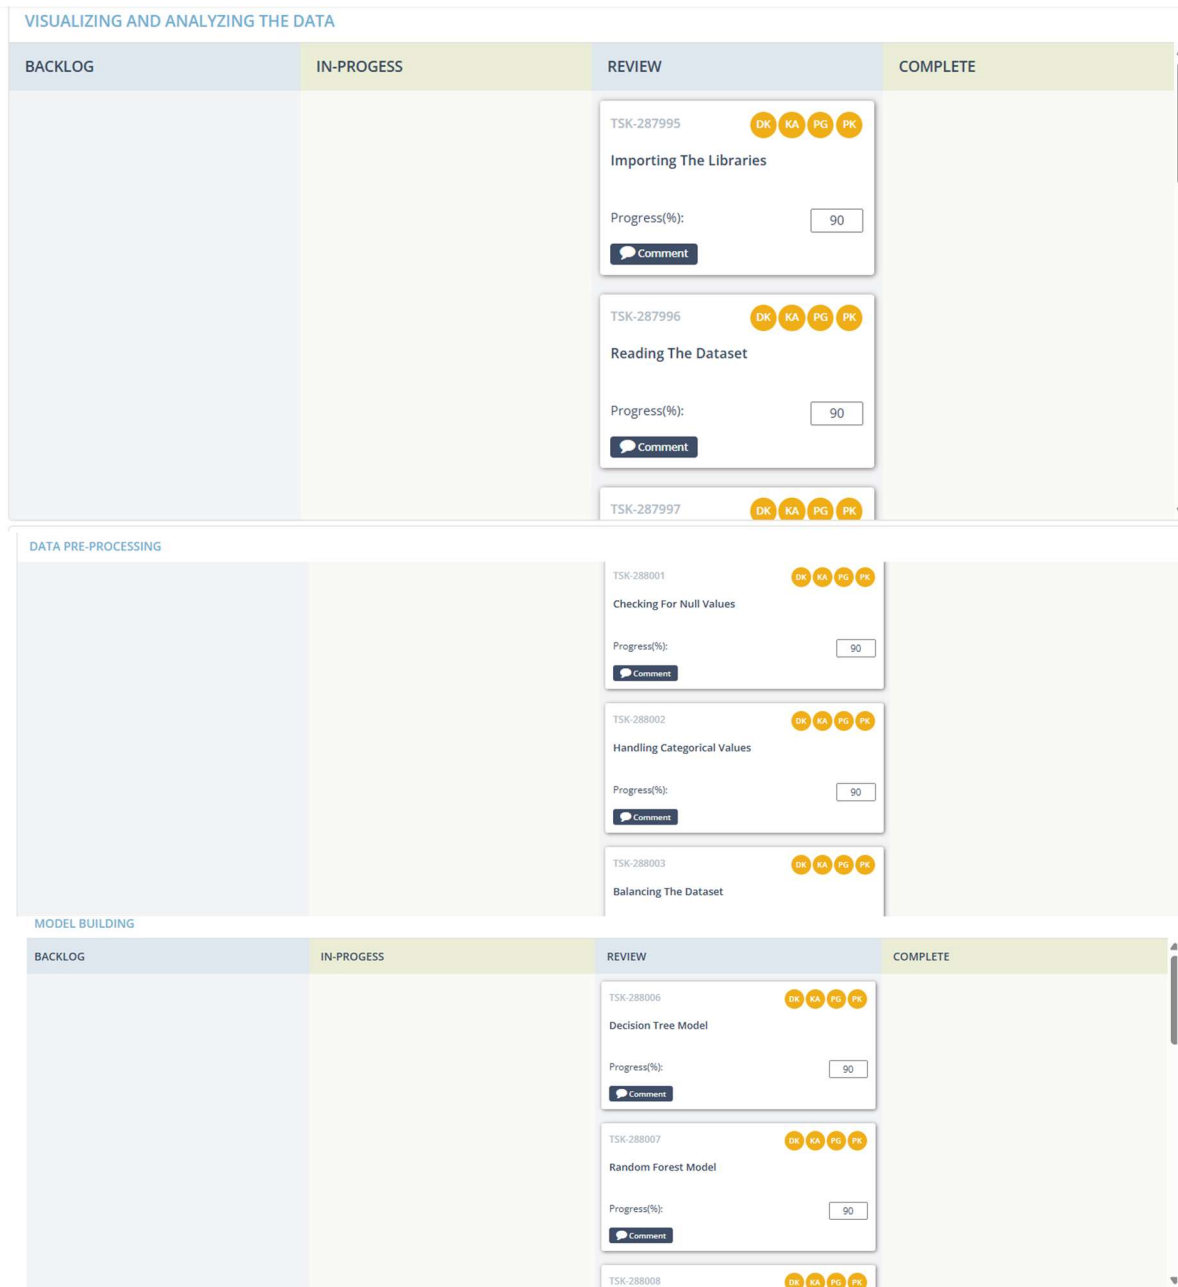 VISUALIZING AND ANALYZING THE DATA
BACKLOG IN-PROGESS REVIEW COMPLETE
TSK-287995 DK KA PG PK
Importing The Libraries
Progress(%): 90
Comment
TSK-287996 DK KA PG PK
Reading The Dataset
Progress(%): 90
Comment
TSK-287997 DK KA PG PK
DATA PRE-PROCESSING
TSK-288001 DK KA PG PK
Checking For Null Values
Progress(%): 90
Comment
TSK-288002 DK KA PG PK
Handling Categorical Values
Progress(%): 90
Comment
TSK-288003 DK KA PG PK
Balancing The Dataset
MODEL BUILDING
BACKLOG IN-PROGESS REVIEW COMPLETE
TSK-288006 DK KA PG PK
Decision Tree Model
Progress(%): 90
Comment
TSK-288007 DK KA PG PK
Random Forest Model
Progress(%): 90
Comment
TSK-288008 DK KA PG PK